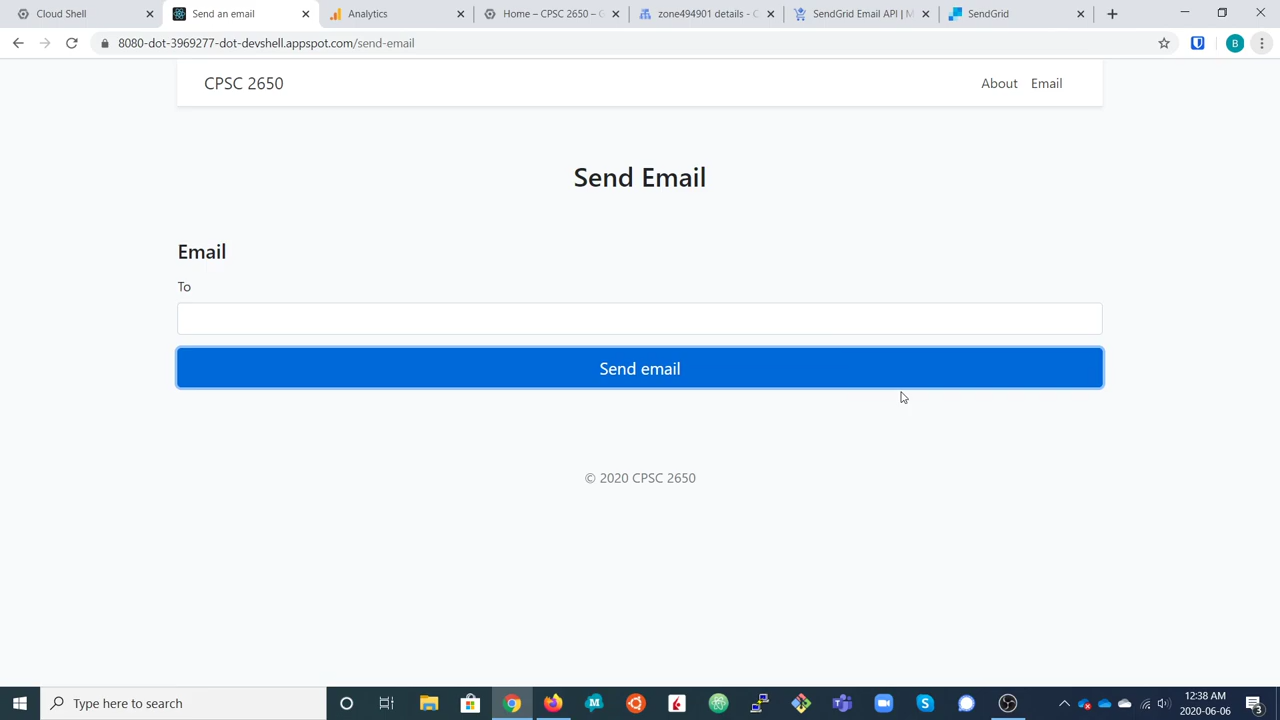 Cloud Shell
Send an email
Analytics
Home – CPSC 2650 – G
zone494901 details - C
SendGrid Email API | M
SendGrid
8080-dot-3969277-dot-devshell.appspot.com/send-email
B
CPSC 2650
About
Email
Send Email
Email
To
Send email
© 2020 CPSC 2650
Type here to search
12:38 AM
2020-06-06
3